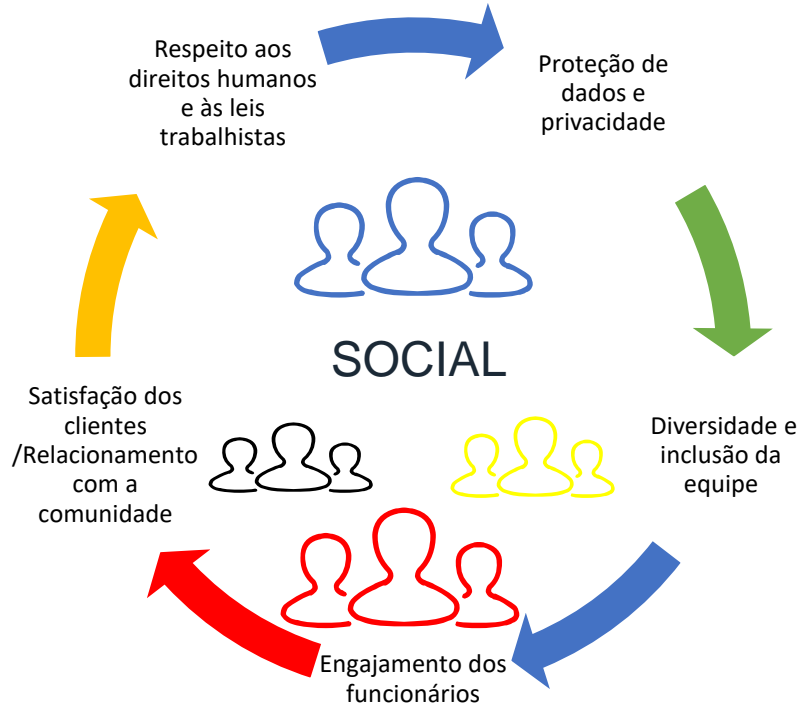 Respeito aos
direitos humanos
e às leis
trabalhistas
Proteção de
dados e
privacidade
SOCIAL
Satisfação dos
clientes
/Relacionamento
com a
comunidade
Diversidade e
inclusão da
equipe
Engajamento dos
funcionários